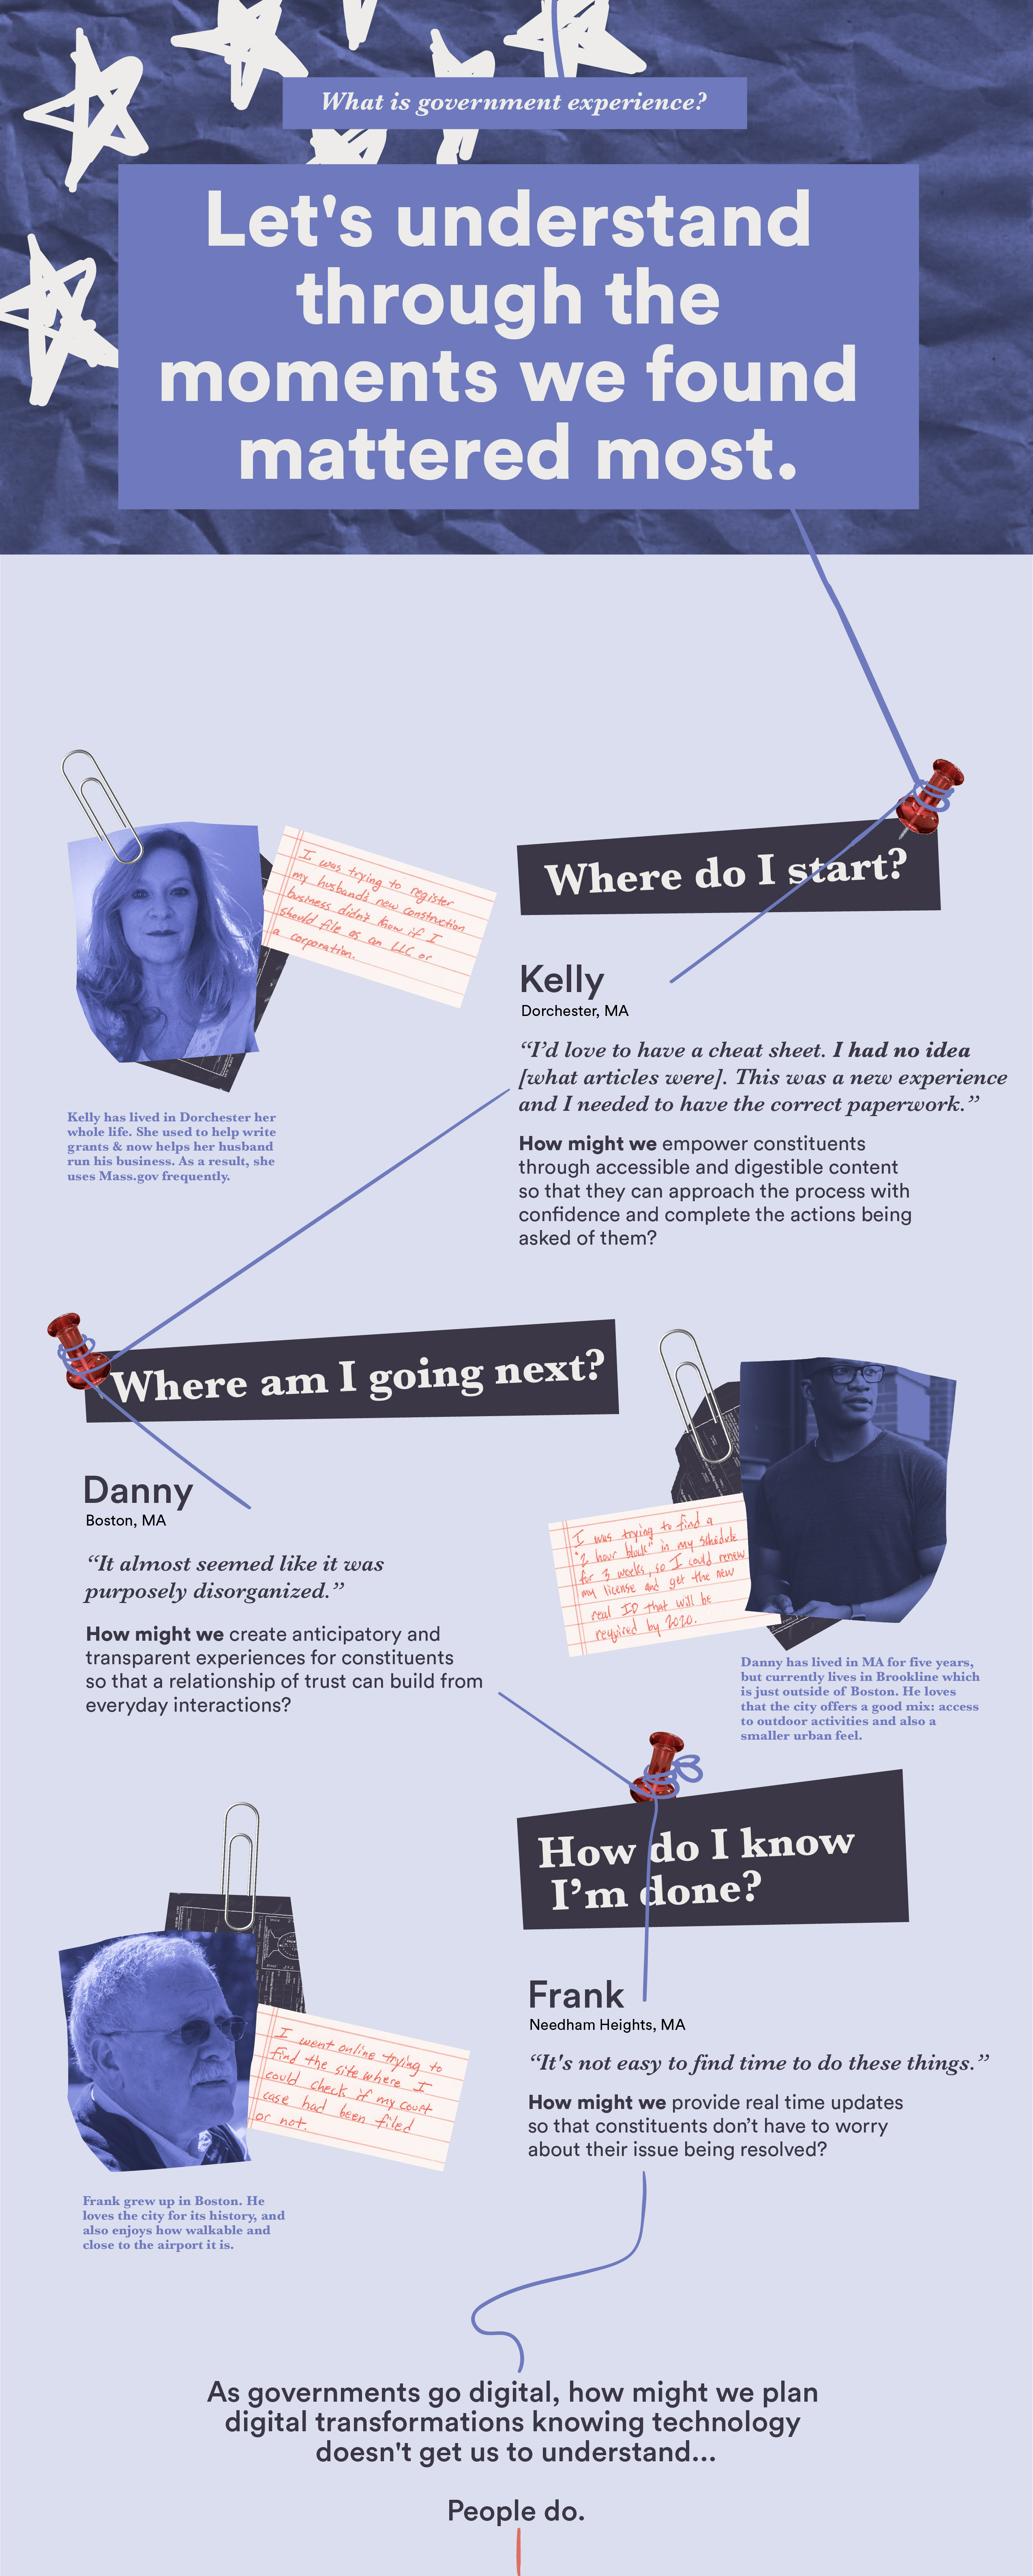 What is government experience?
Let's understand
through the
moments we found
mattered most.
Where do I start?
I was trying to register
my husband's new construction
business didn't know if I
should file as an LLC or
a corporation.
Kelly
Dorchester, MA
“I’d love to have a cheat sheet. I had no idea
[what articles were]. This was a new experience
and I needed to have the correct paperwork.”
Kelly has lived in Dorchester her
whole life. She used to help write
grants & now helps her husband
run his business. As a result, she
uses Mass.gov frequently.
How might we empower constituents
through accessible and digestible content
so that they can approach the process with
confidence and complete the actions being
asked of them?
Where am I going next?
Danny
Boston, MA
“It almost seemed like it was
purposely disorganized.”
How might we create anticipatory and
transparent experiences for constituents
so that a relationship of trust can build from
everyday interactions?
I was trying to find a
"2 hour block" in my schedule
for 3 weeks, so I could renew
my license and get the new
real ID that will be
required by 2020.
Danny has lived in MA for five years,
but currently lives in Brookline which
is just outside of Boston. He loves
that the city offers a good mix: access
to outdoor activities and also a
smaller urban feel.
How do I know
I’m done?
I went online trying to
find the site where I
could check if my court
case had been filed
or not.
Frank
Needham Heights, MA
“It's not easy to find time to do these things.”
How might we provide real time updates
so that constituents don’t have to worry
about their issue being resolved?
Frank grew up in Boston. He
loves the city for its history, and
also enjoys how walkable and
close to the airport it is.
As governments go digital, how might we plan
digital transformations knowing technology
doesn't get us to understand...
People do.